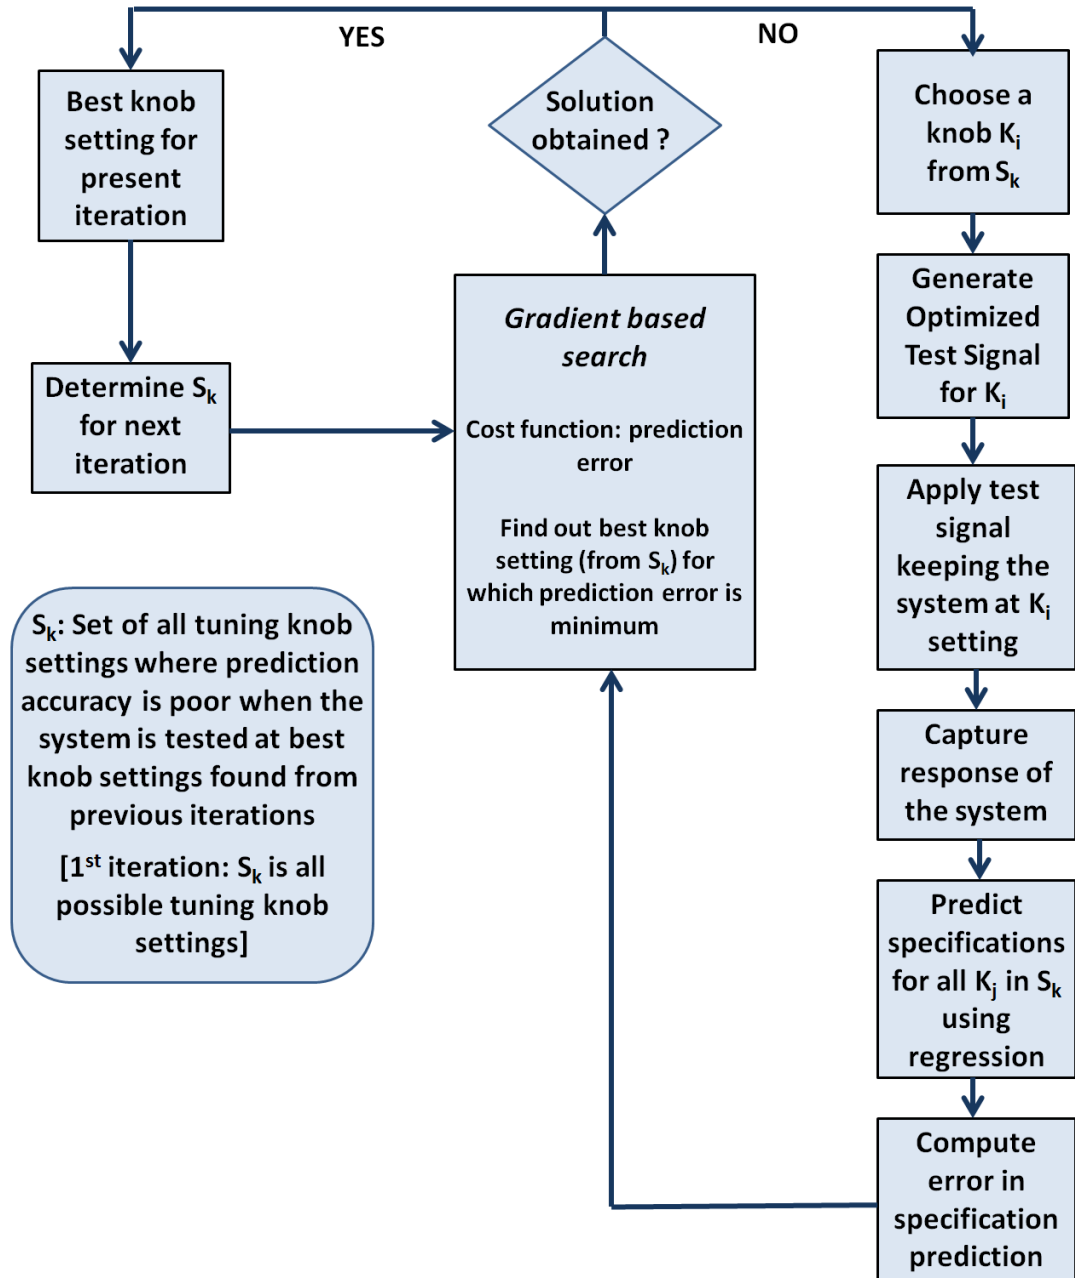 YES
NO
Best knob
setting for
present
iteration
Solution
obtained ?
Choose a
knob Kᵢ
from Sₖ
Generate
Optimized
Test Signal
for Kᵢ
Gradient based
search
Cost function: prediction
error
Find out best knob
setting (from Sₖ) for
which prediction error is
minimum
Determine Sₖ
for next
iteration
Apply test
signal
keeping the
system at Kᵢ
setting
Sₖ: Set of all tuning knob
settings where prediction
accuracy is poor when the
system is tested at best
knob settings found from
previous iterations
[1ˢᵗ iteration: Sₖ is all
possible tuning knob
settings]
Capture
response of
the system
Predict
specifications
for all Kⱼ in Sₖ
using
regression
Compute
error in
specification
prediction